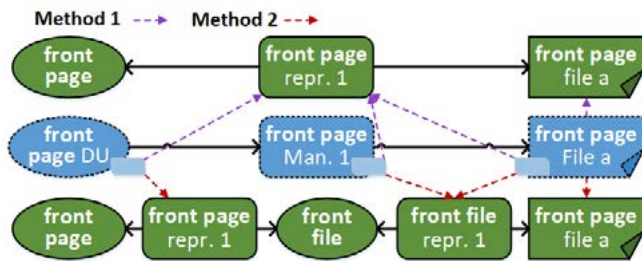 Method 1 Method 2
front page
front page repr. 1
front page file a
front page DU
front page Man. 1
front page File a
front page
front page repr. 1
front file
front file repr. 1
front page file a